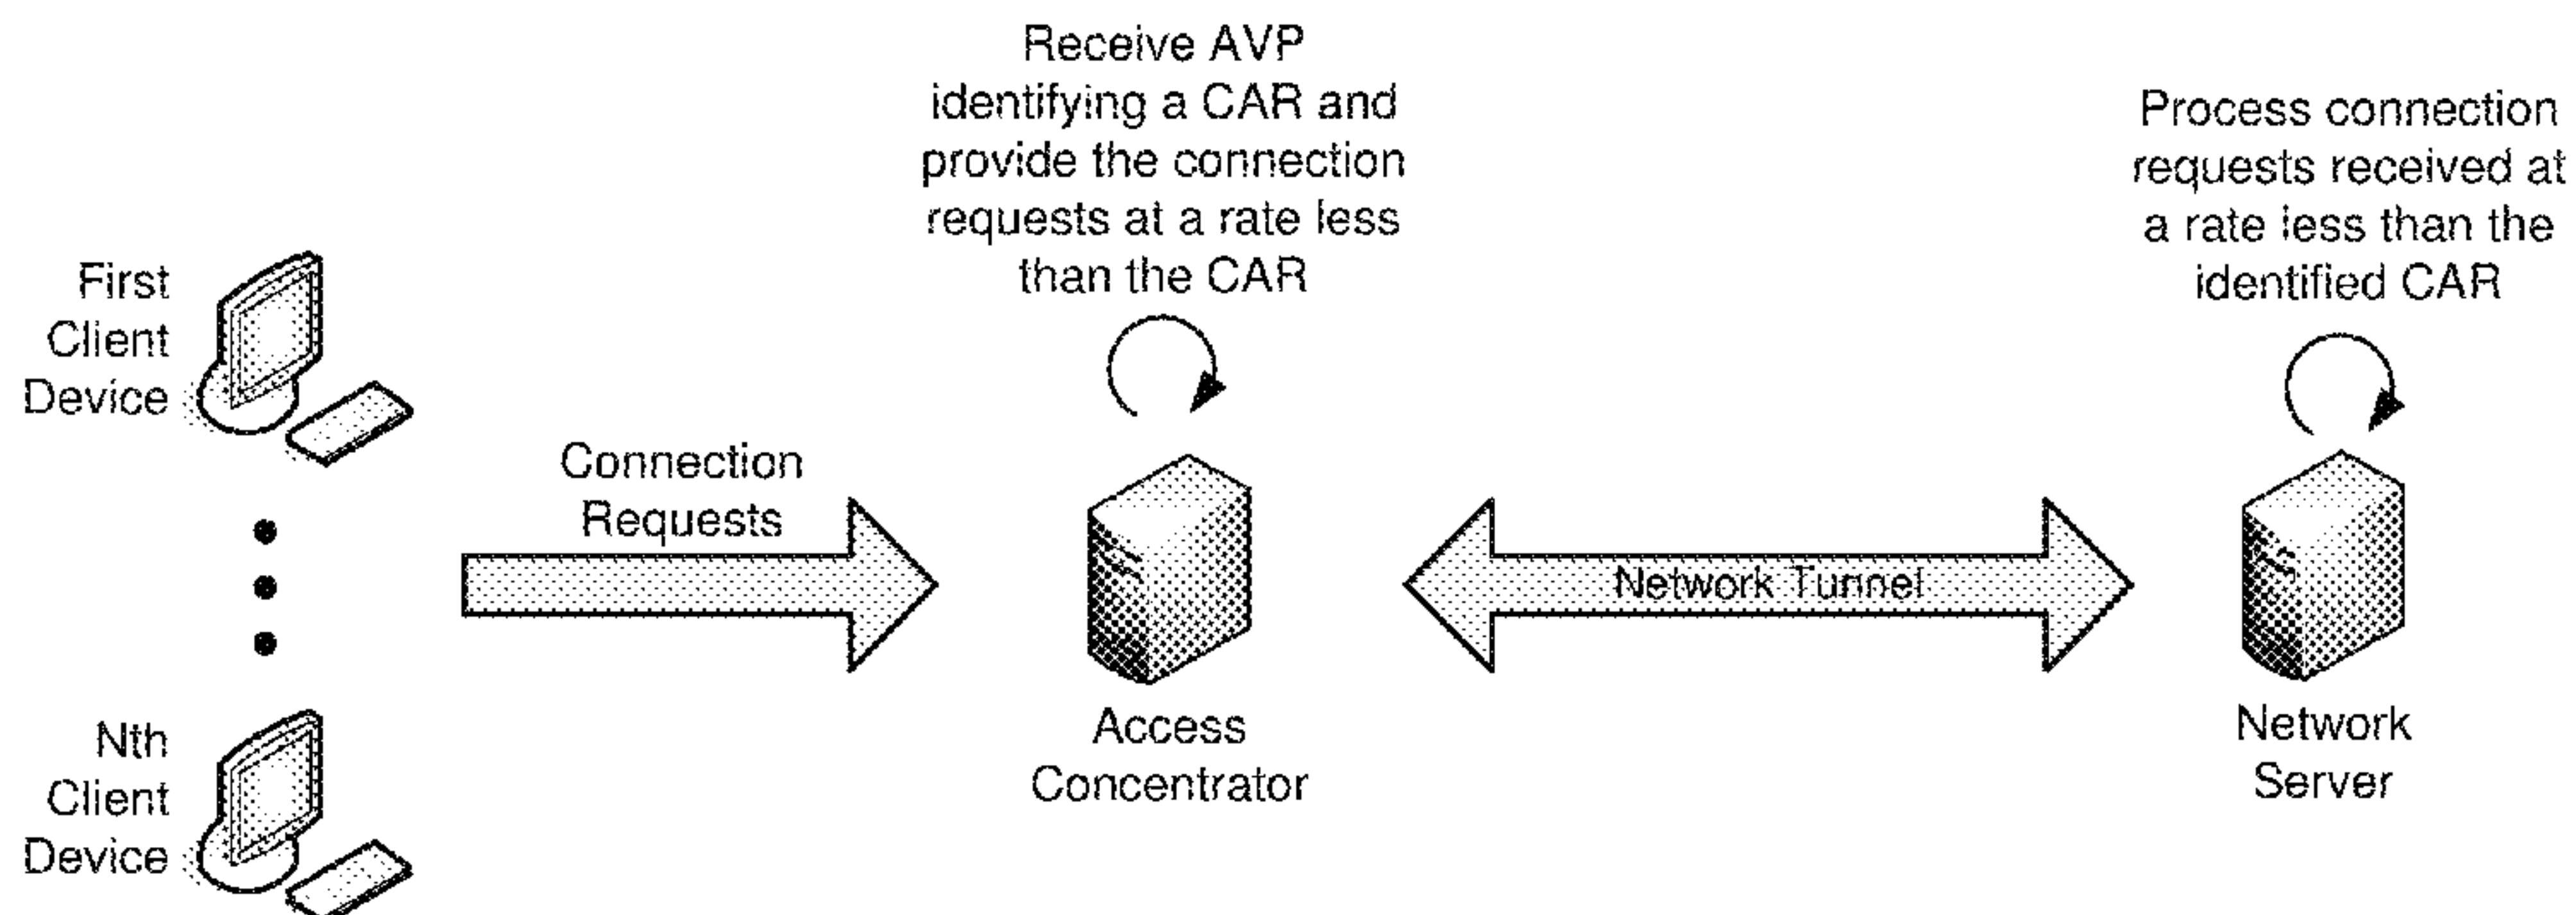 Receive AVP
identifying a CAR and
provide the connection
requests at a rate less
than the CAR
Process connection
requests received at
a rate less than the
identified CAR
First
Client
Device
Connection
Requests
Network Tunnel
Nth
Client
Device
Access
Concentrator
Network
Server